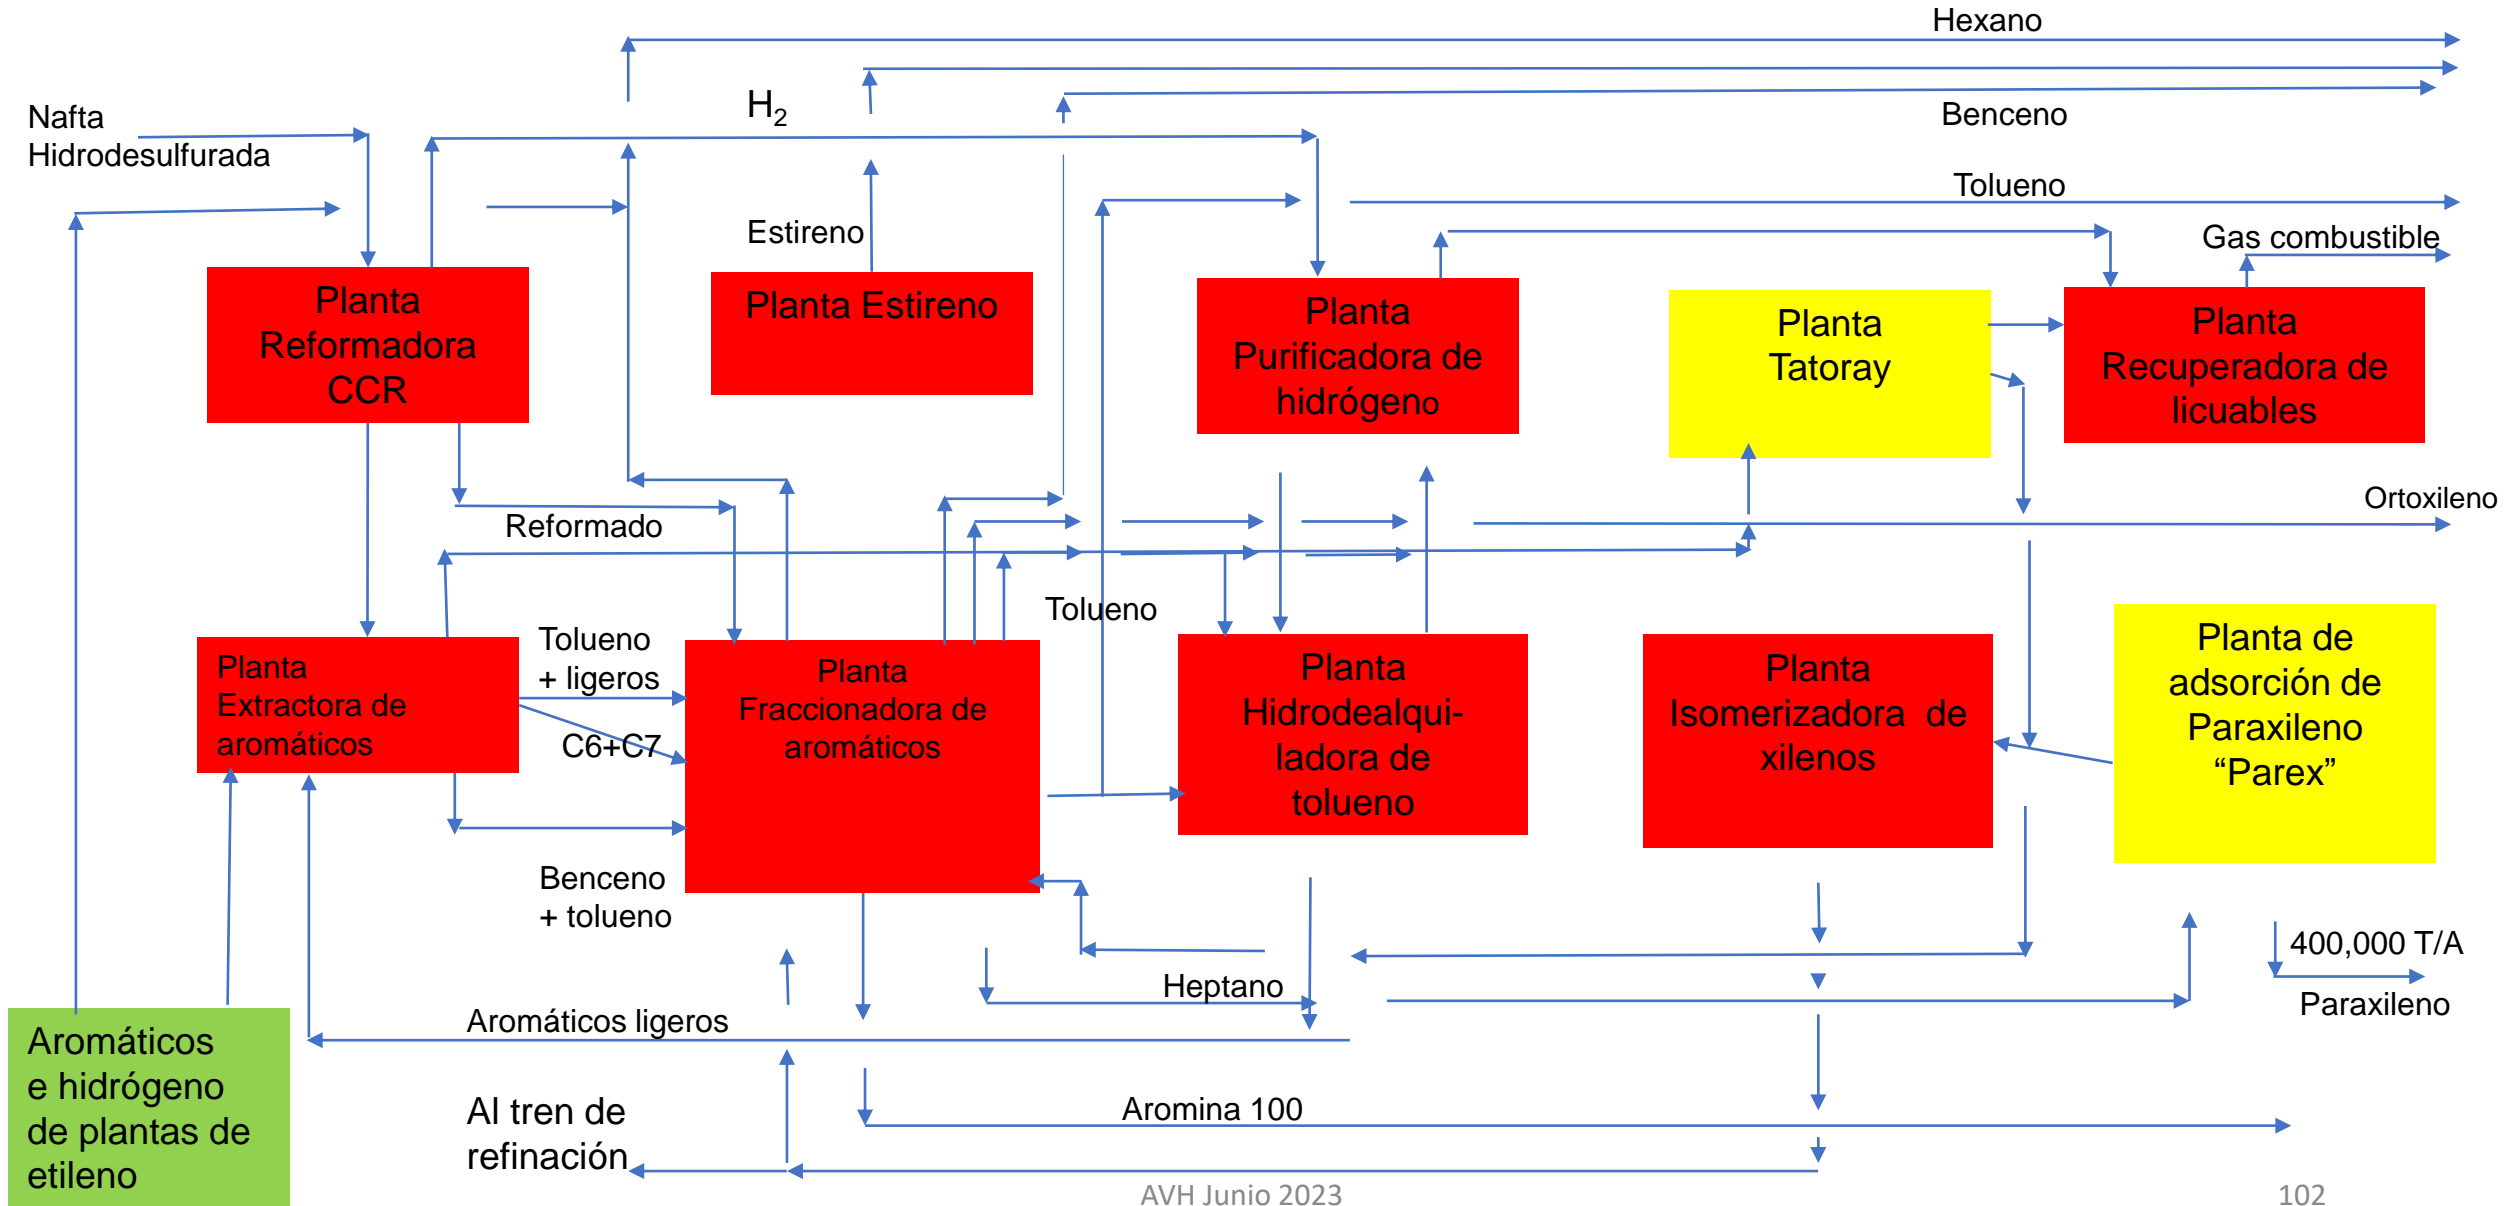 Hexano
H2
Nafta
Hidrodesulfurada
Benceno
Tolueno
Estireno
Gas combustible
Planta
Reformadora
CCR
Planta Estireno
Planta
Purificadora de
hidrógeno
Planta
Tatoray
Planta
Recuperadora de
licuables
Ortoxileno
Reformado
Tolueno
Tolueno
+ ligeros
C6+C7
Planta
Extractora de
aromáticos
Planta
Fraccionadora de
aromáticos
Planta
Hidrodealqui-
ladora de
tolueno
Planta
Isomerizadora de
xilenos
Planta de
adsorción de
Paraxileno
“Parex”
Benceno
+ tolueno
400,000 T/A
Paraxileno
Heptano
Aromáticos ligeros
Aromáticos
e hidrógeno
de plantas de
etileno
Al tren de
refinación
Aromina 100
AVH Junio 2023
102